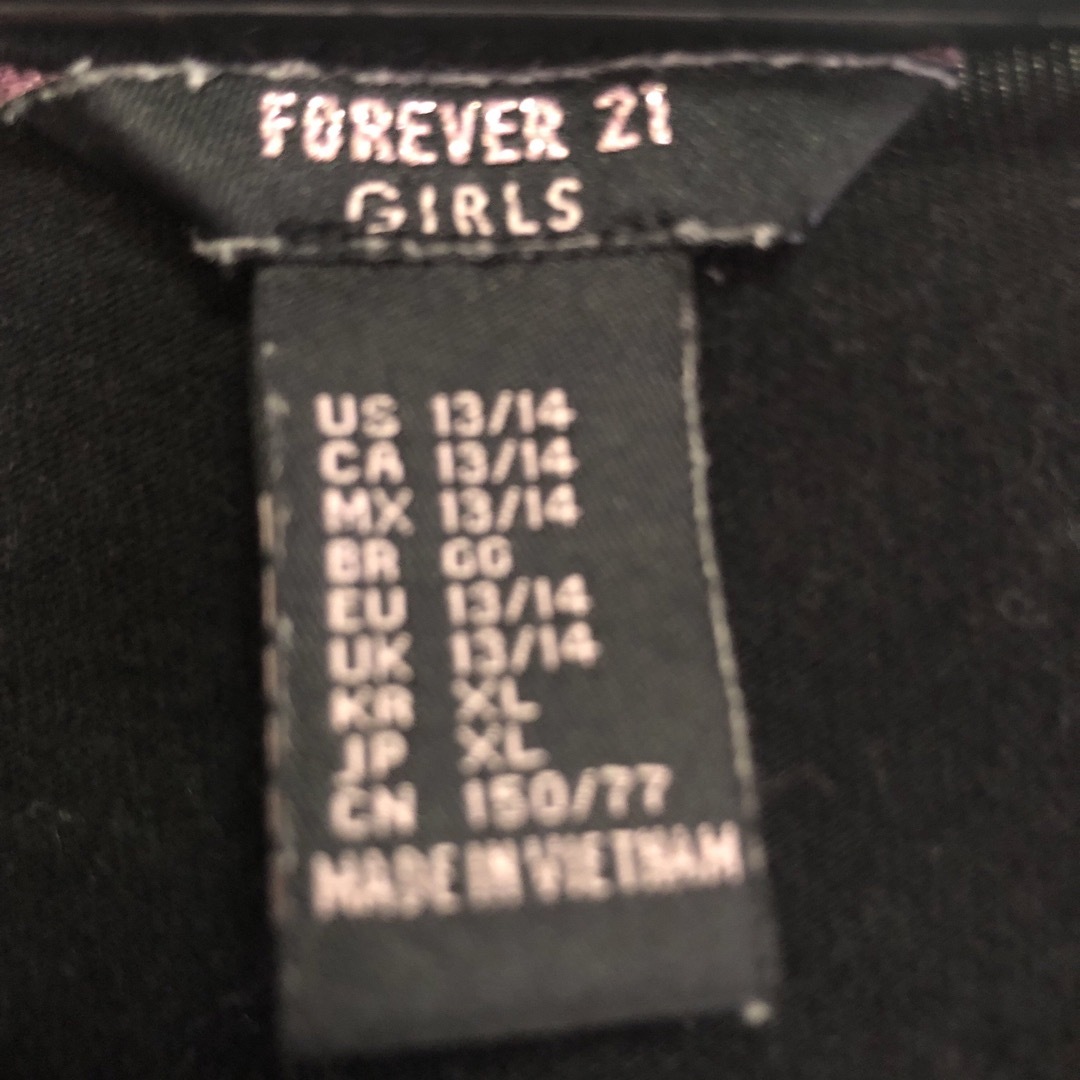 FOREVER 21
GIRLS
US 13/14
CA 13/14
MX 13/14
BR GG
EU 13/14
UK 13/14
KR XL
JP XL
CN 150/77
MADE IN VIETNAM